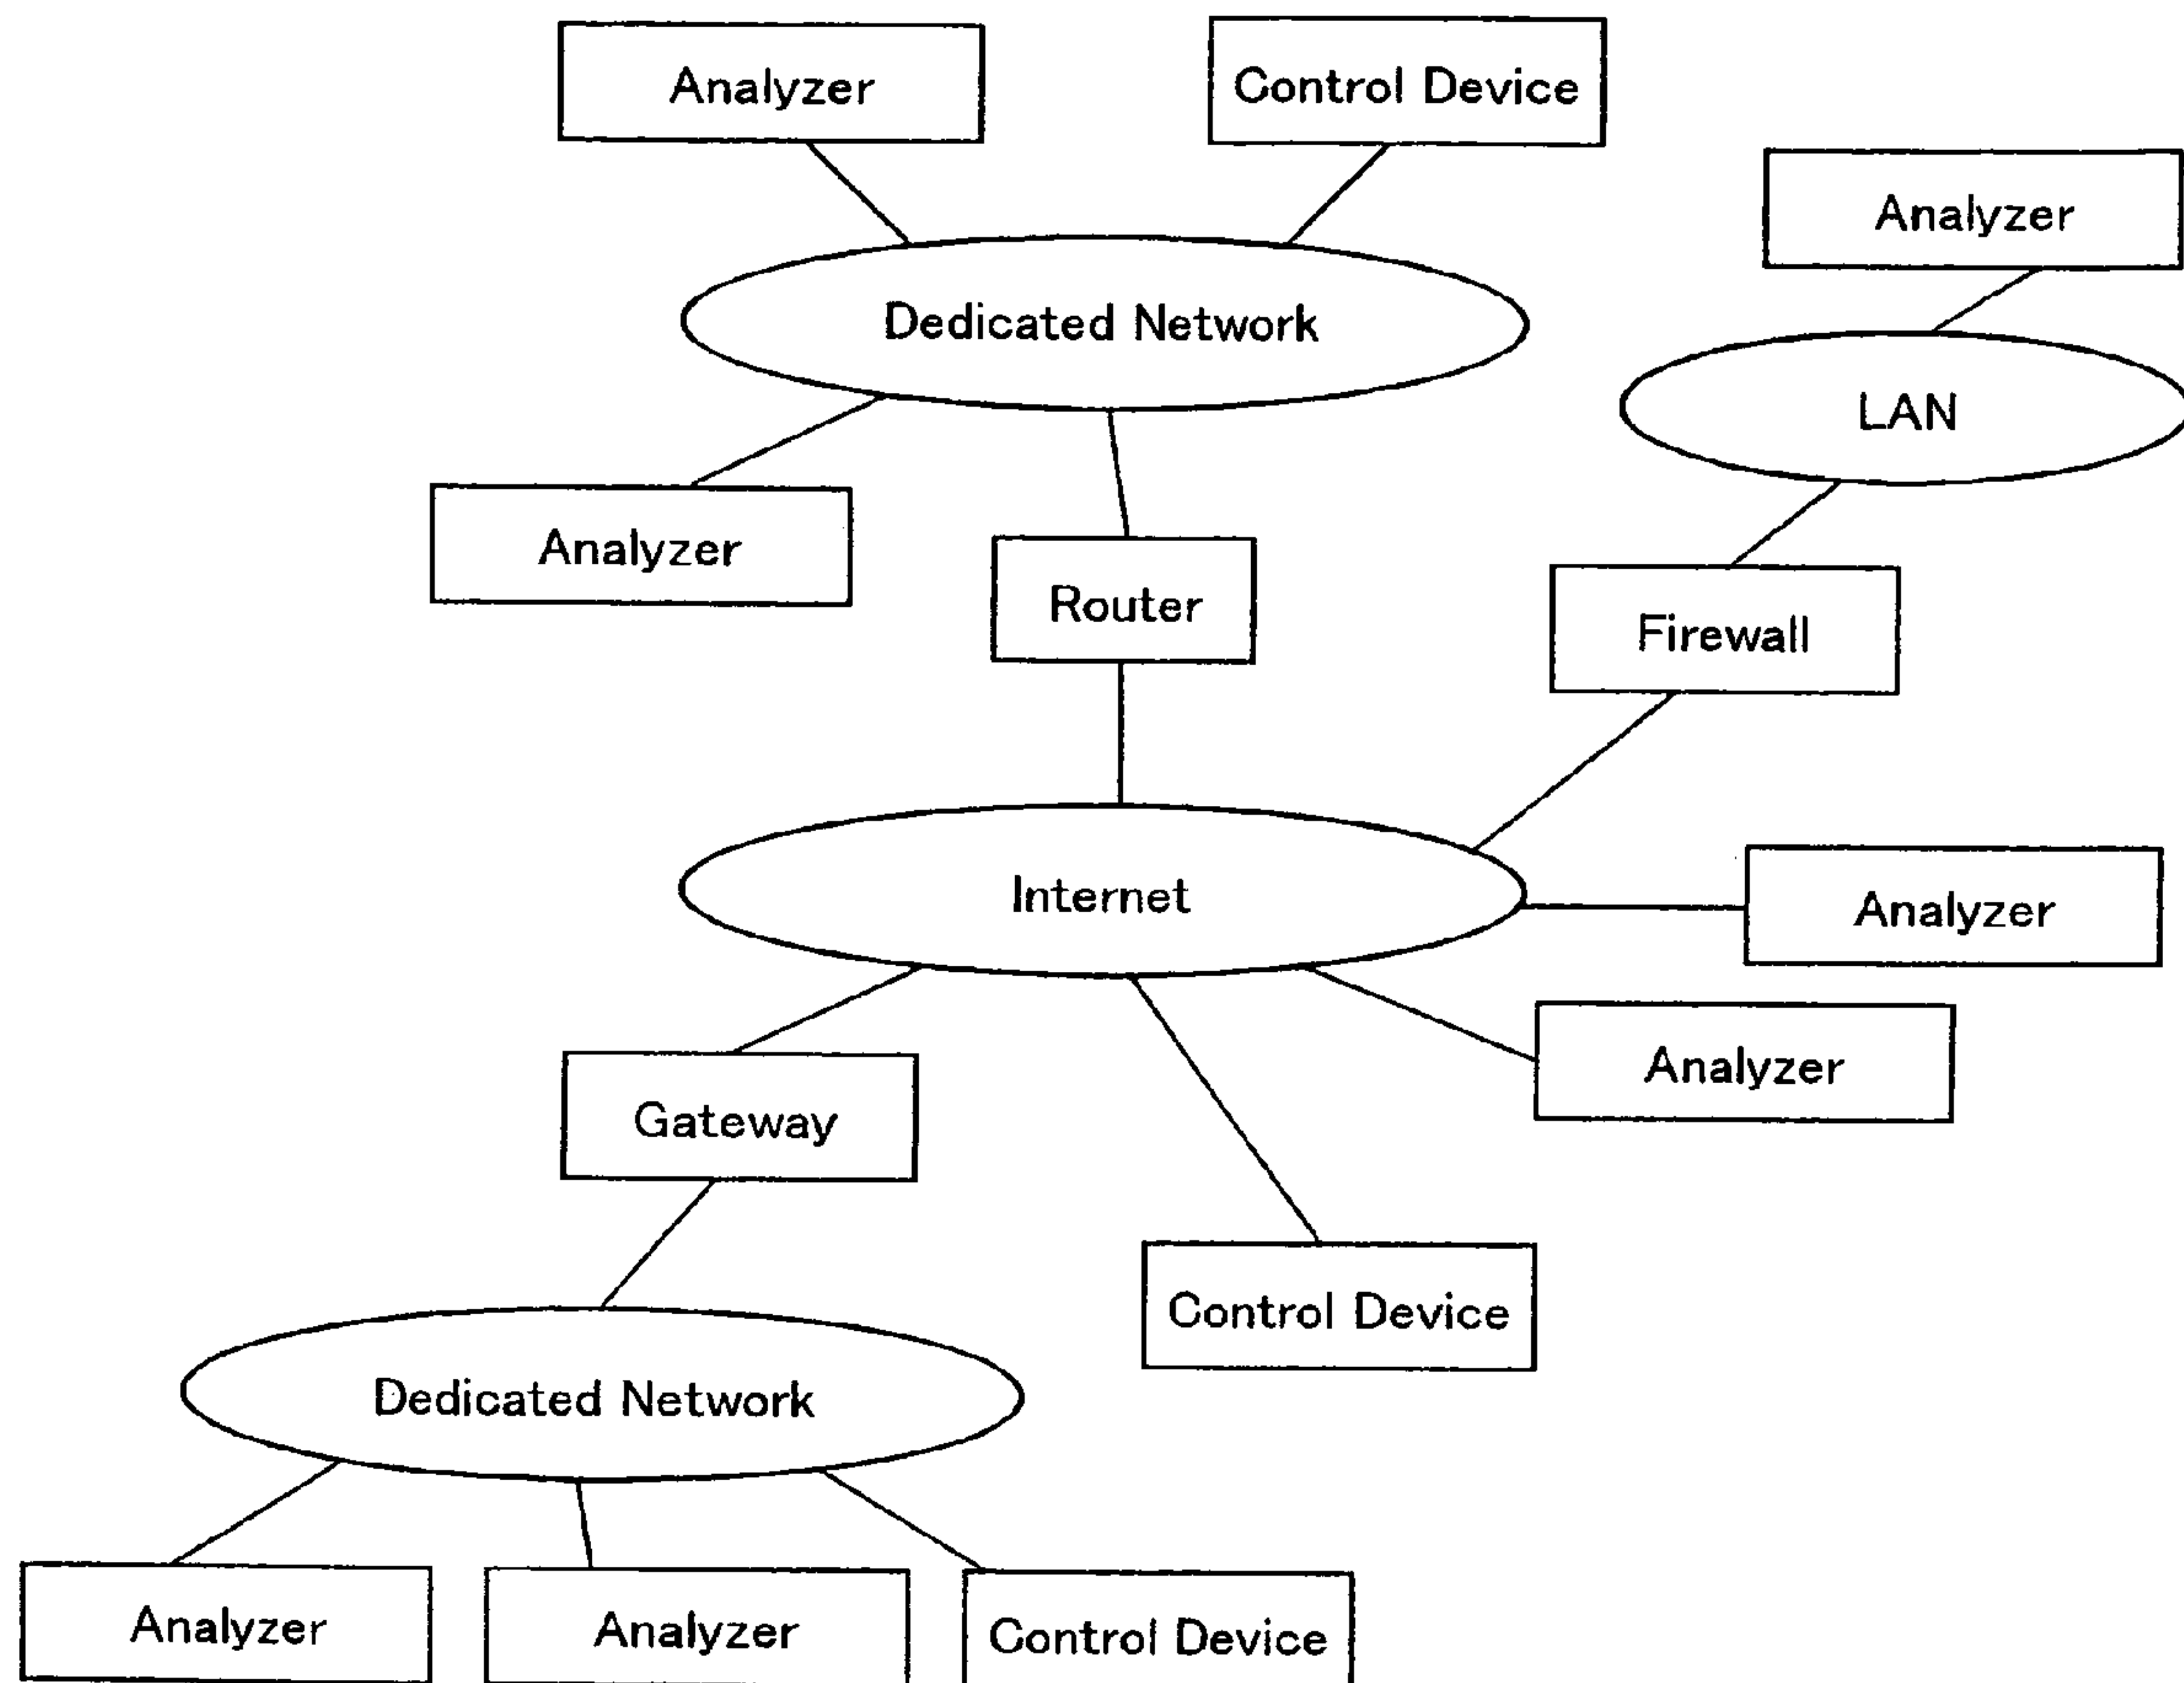 Analyzer
Control Device
Analyzer
Dedicated Network
LAN
Analyzer
Router
Firewall
Internet
Analyzer
Analyzer
Gateway
Control Device
Dedicated Network
Analyzer
Analyzer
Control Device